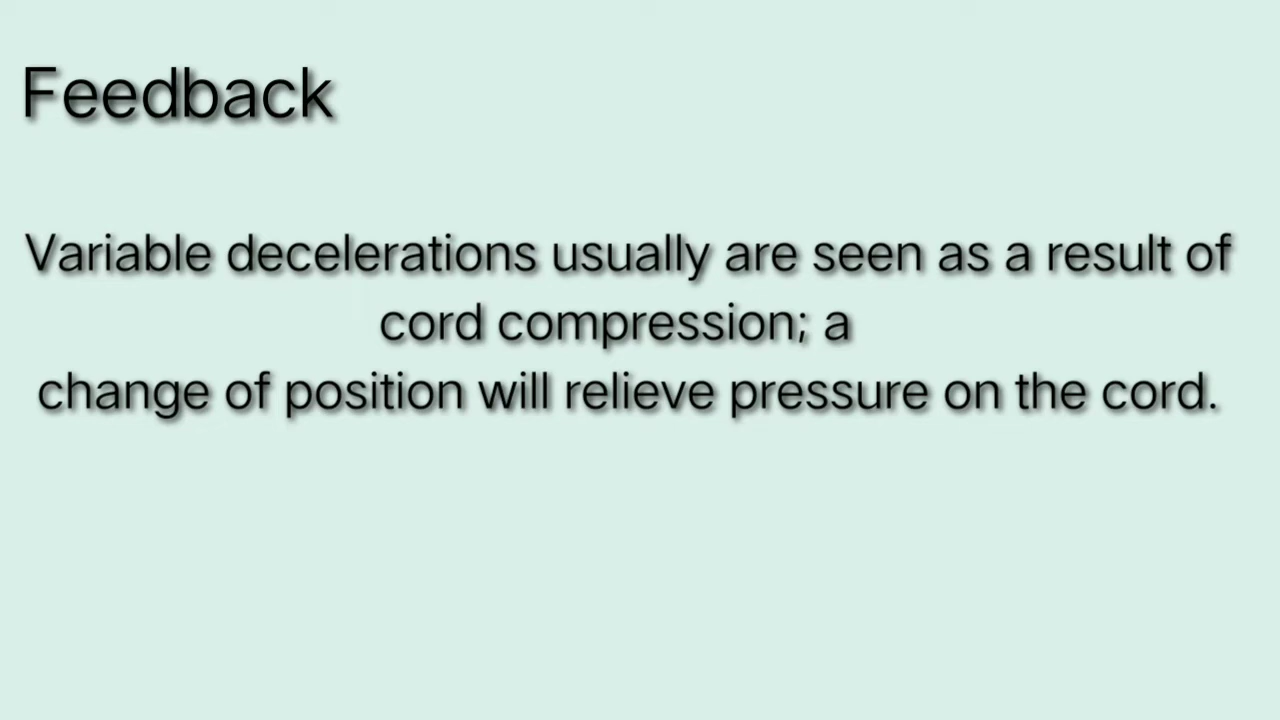 Feedback
Variable decelerations usually are seen as a result of
cord compression; a
change of position will relieve pressure on the cord.